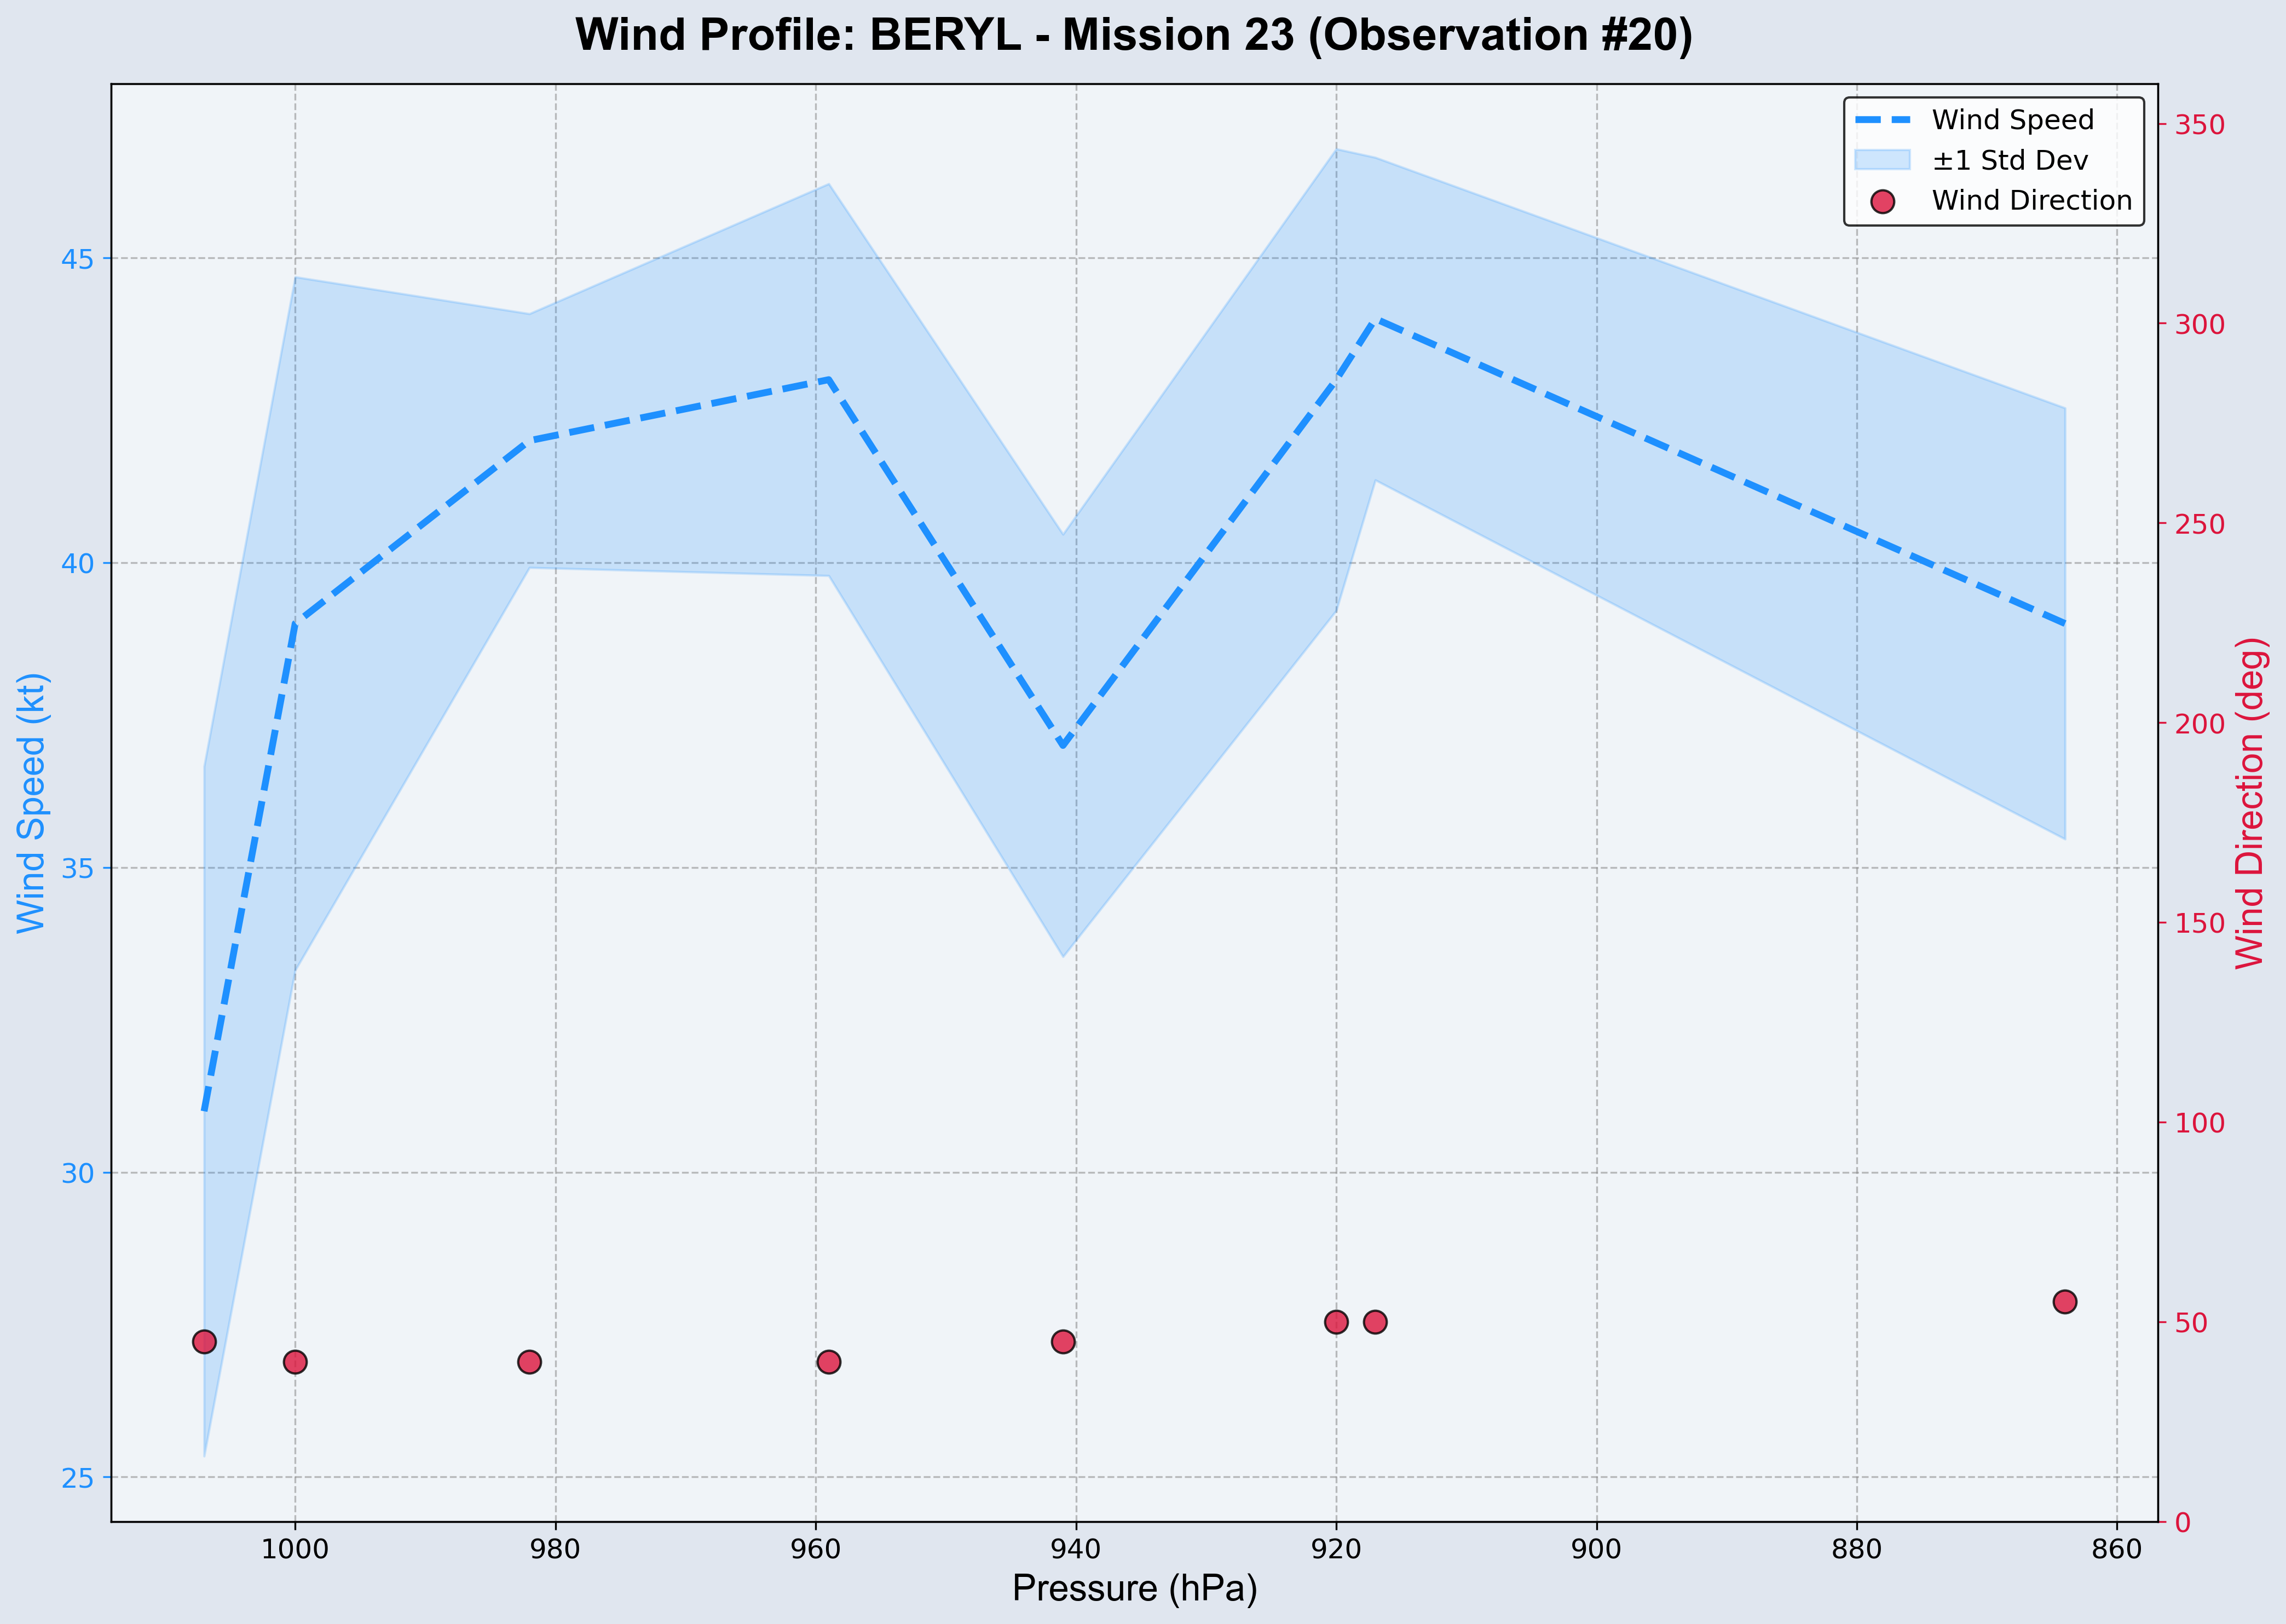 Wind Profile: BERYL - Mission 23 (Observation #20)
Wind Speed
±1 Std Dev
Wind Direction
Wind Speed (kt)
45
40
35
30
25
350
300
250
200
150
100
50
0
Wind Direction (deg)
1000 980 960 940 920 900 880 860
Pressure (hPa)